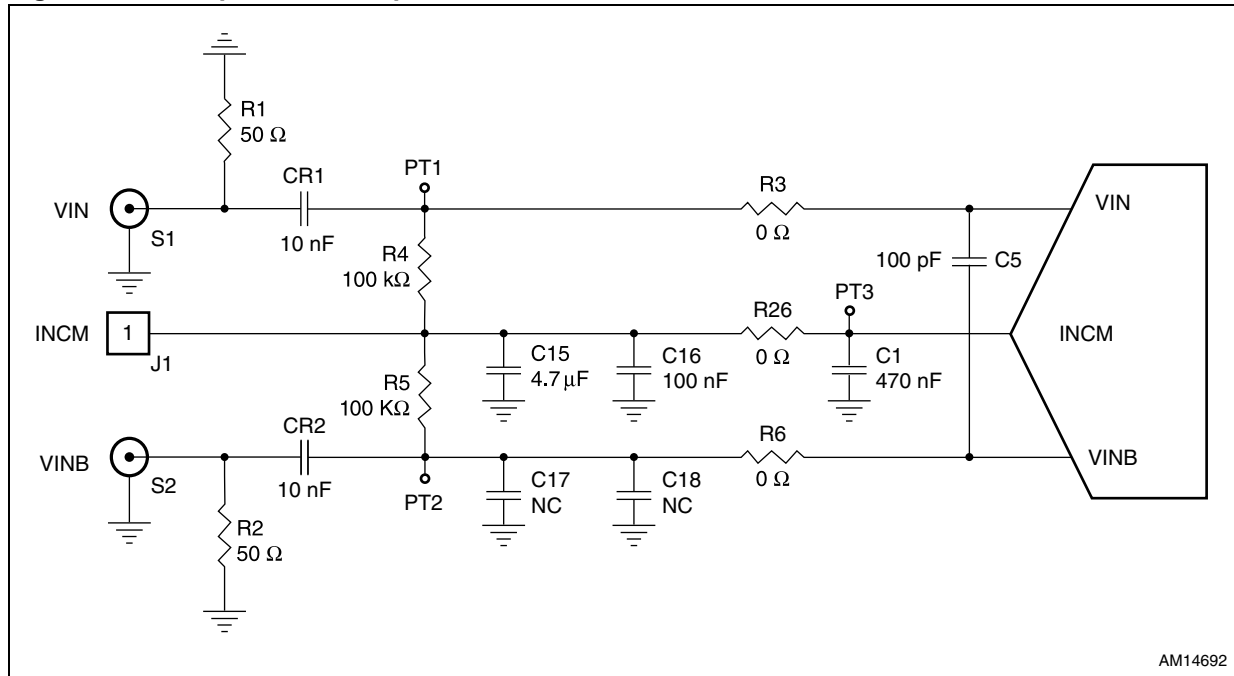 R1
50 Ω
CR1
10 nF
PT1
R3
0 Ω
VIN
S1
VIN
R4
100 kΩ
100 pF
C5
PT3
R26
0 Ω
INCM
1
J1
C15
4.7 µF
C16
100 nF
C1
470 nF
INCM
R5
100 KΩ
CR2
10 nF
R6
0 Ω
VINB
S2
PT2
C17
NC
C18
NC
VINB
R2
50 Ω
AM14692